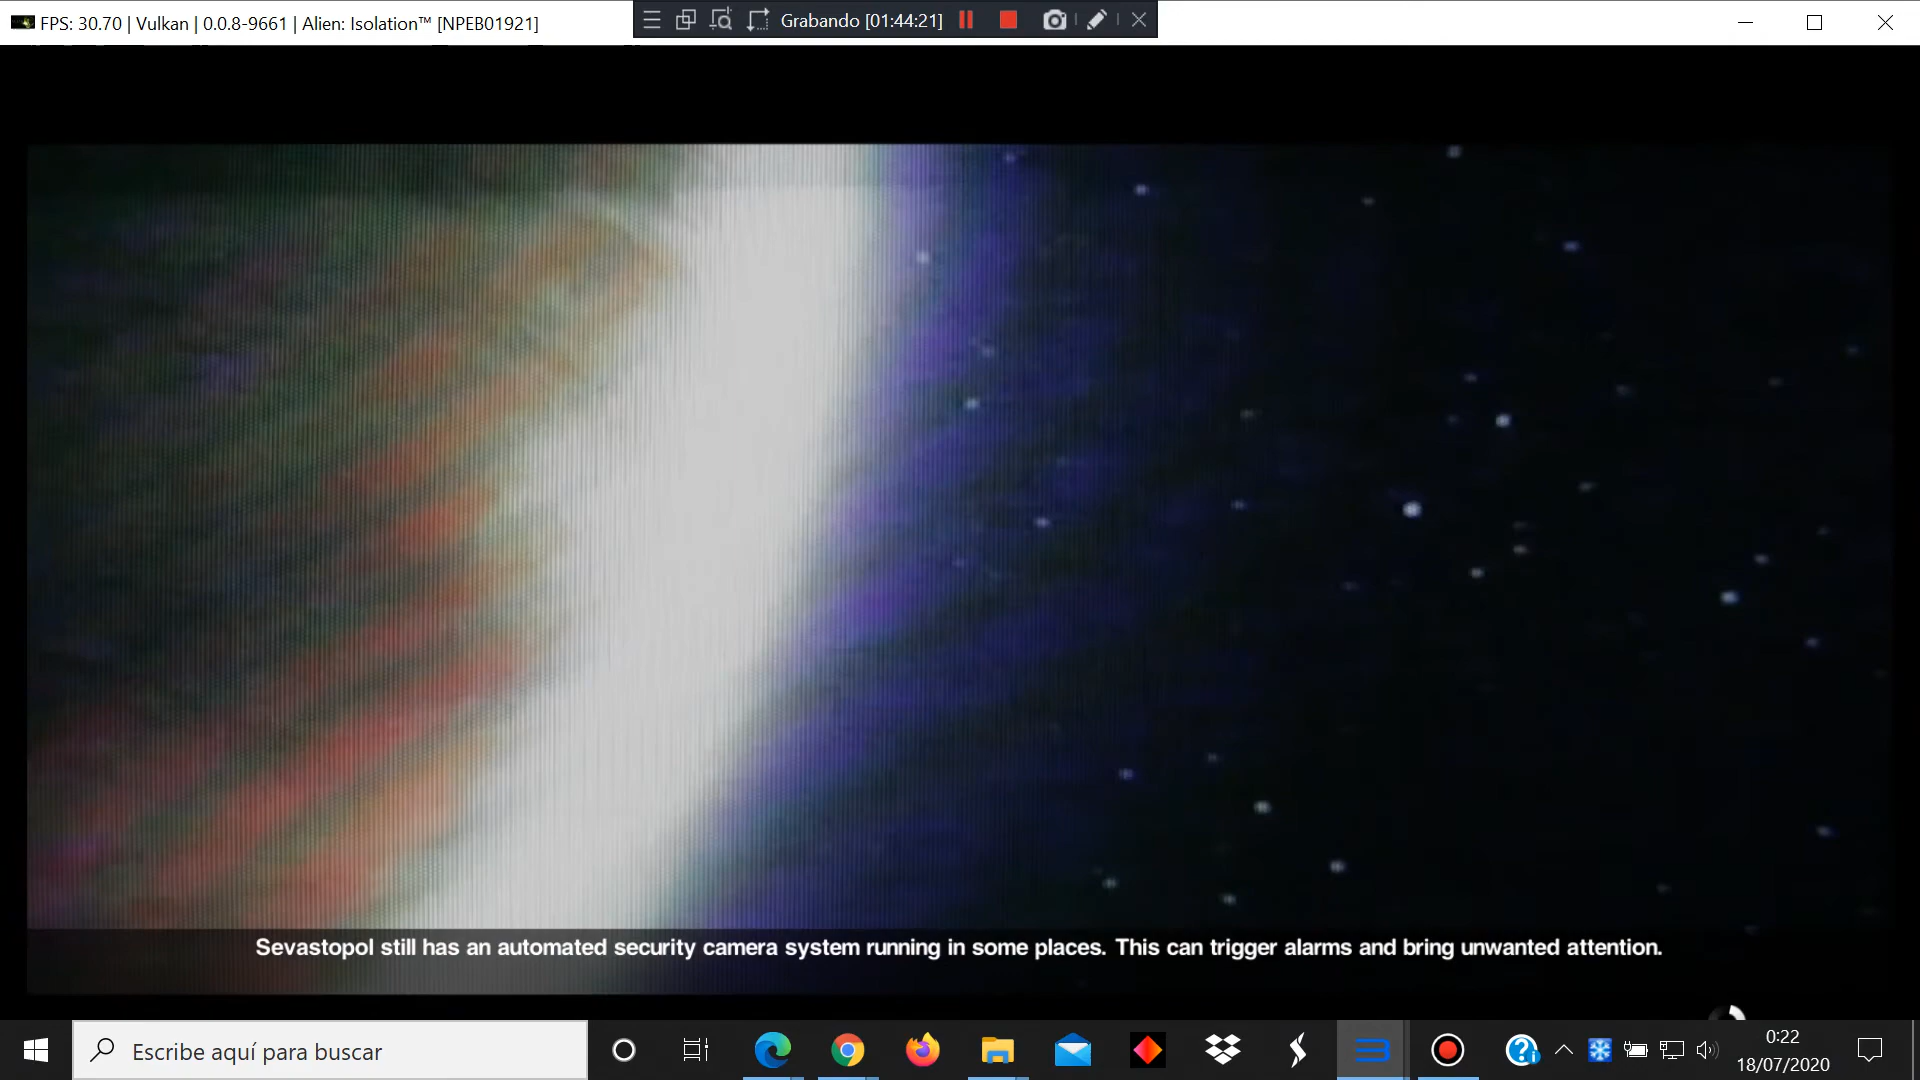 FPS: 30.70 | Vulkan | 0.0.8-9661 | Alien: Isolation™ [NPEB01921]
Grabando [01:44:21]
Sevastopol still has an automated security camera system running in some places. This can trigger alarms and bring unwanted attention.
Escribe aquí para buscar
0:22
18/07/2020